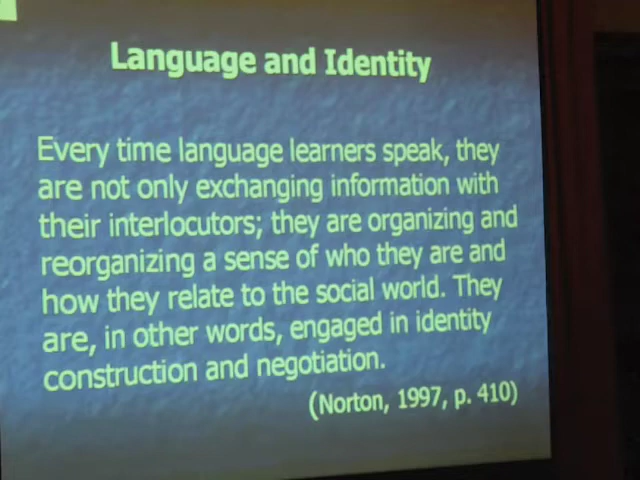 Language and Identity
Every time language learners speak, they
are not only exchanging information with
their interlocutors; they are organizing and
reorganizing a sense of who they are and
how they relate to the social world. They
are, in other words, engaged in identity
construction and negotiation.
(Norton, 1997, p. 410)